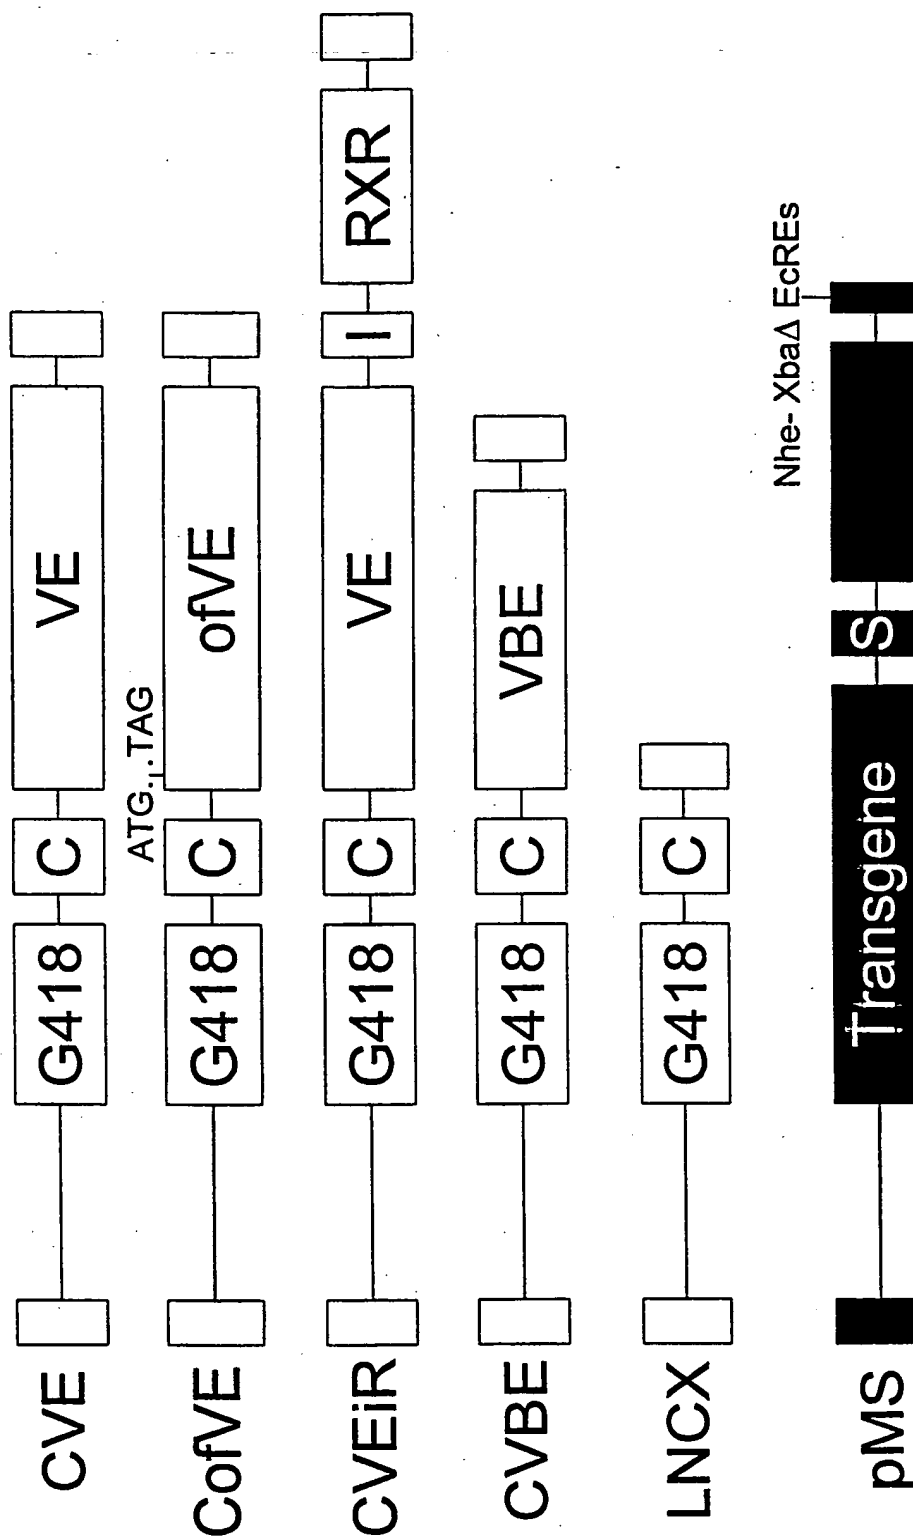 CVE G418 C VE
ATG...TAG
CofVE G418 C ofVE
CVEiR G418 C VE I RXR
CVBE G418 C VBE
LNCX G418 C
Nhe- XbaΔ EcREs
pMS Transgene S